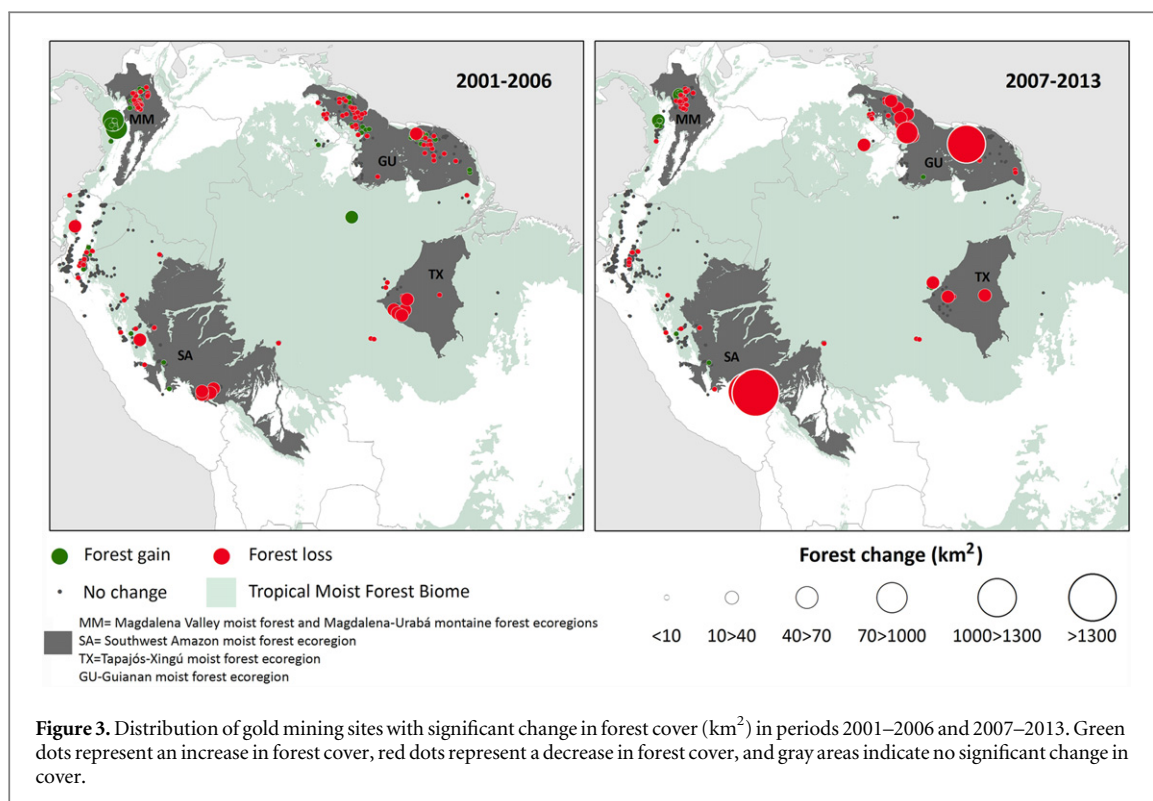 2001-2006
2007-2013
MM
GU
TX
SA
MM
GU
TX
SA
Forest gain
Forest loss
No change
Tropical Moist Forest Biome
MM= Magdalena Valley moist forest and Magdalena-Urabá montaine forest ecoregions
SA= Southwest Amazon moist forest ecoregion
TX=Tapajós-Xingú moist forest ecoregion
GU-Guianan moist forest ecoregion
Forest change (km²)
<10 10>40 40>70 70>1000 1000>1300 >1300
Figure 3. Distribution of gold mining sites with significant change in forest cover (km²) in periods 2001–2006 and 2007–2013. Green
dots represent an increase in forest cover, red dots represent a decrease in forest cover, and gray areas indicate no significant change in
cover.